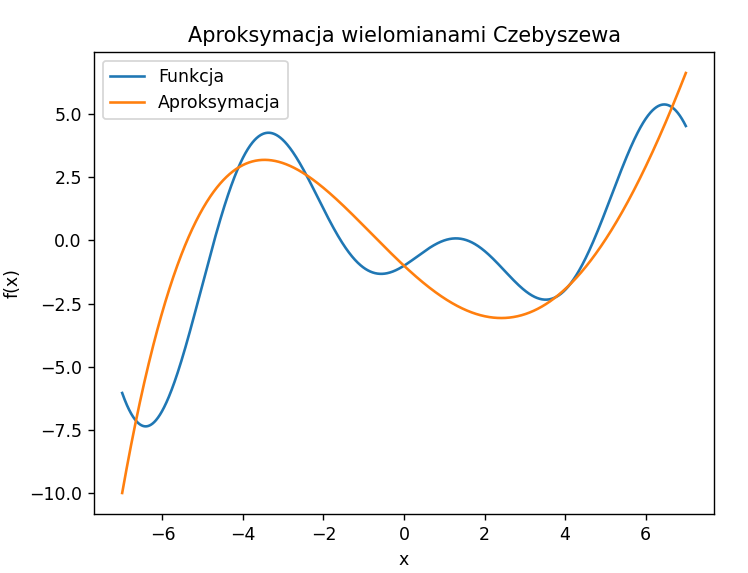 Aproksymacja wielomianami Czebyszewa
Funkcja
Aproksymacja
5.0
2.5
0.0
−2.5
−5.0
−7.5
−10.0
f(x)
−6 −4 −2 0 2 4 6
x